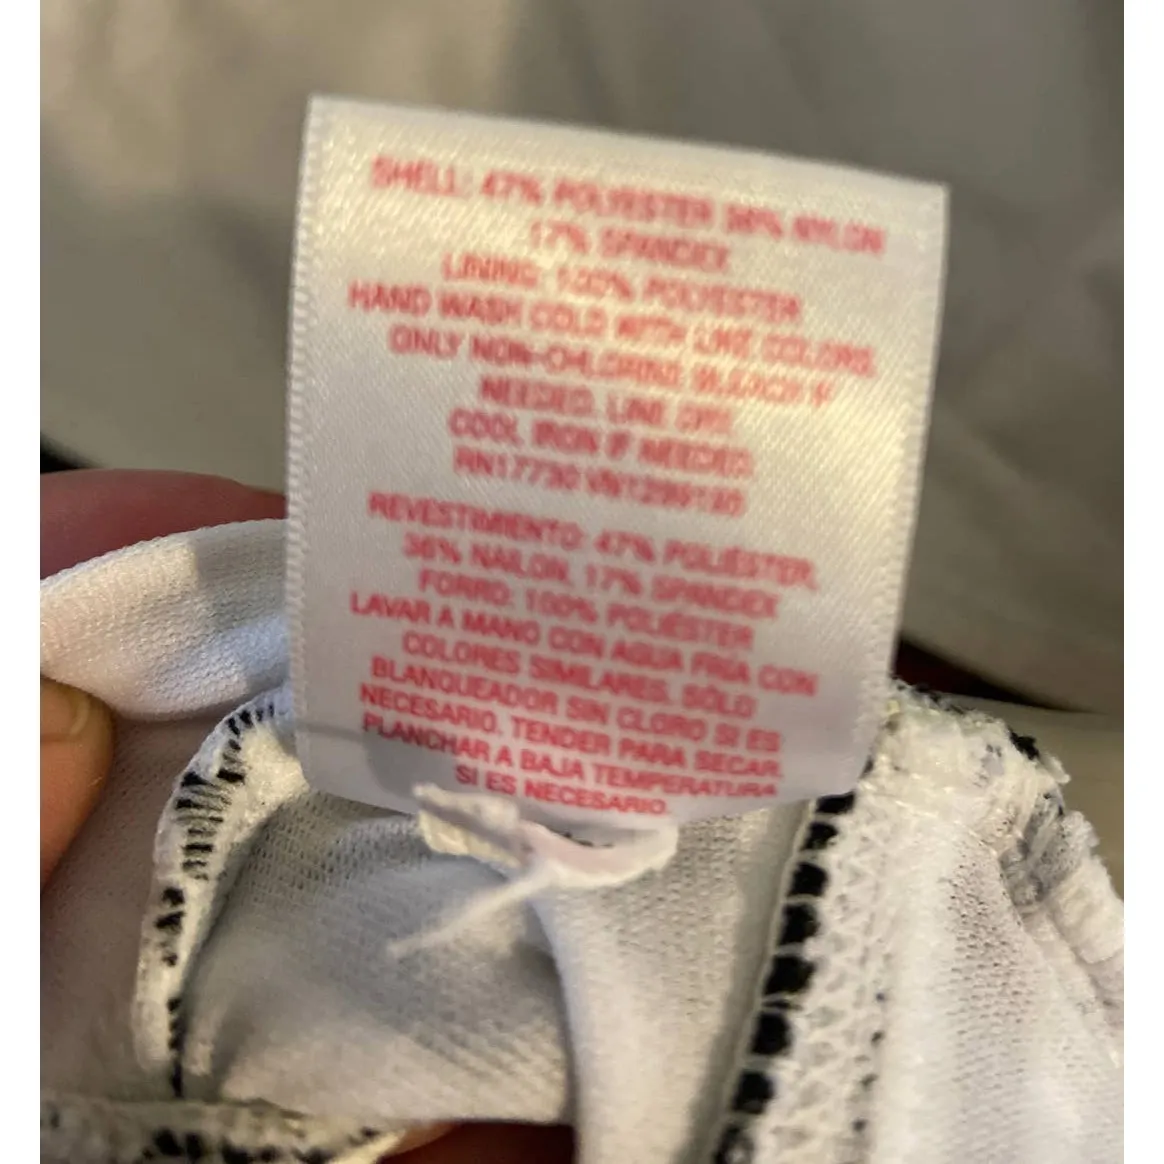 SHELL: 47% POLYESTER 36% NYLON
17% SPANDEX
LINING: 100% POLYESTER
HAND WASH COLD WITH LIKE COLORS.
ONLY NON-CHLORINE BLEACH IF
NEEDED. LINE DRY.
COOL IRON IF NEEDED.
RN17730
REVESTIMIENTO: 47% POLIÉSTER,
36% NAILON, 17% SPANDEX
FORRO: 100% POLIÉSTER
LAVAR A MANO CON AGUA FRÍA CON
COLORES SIMILARES. SÓLO
BLANQUEADOR SIN CLORO SI ES
NECESARIO. TENDER PARA SECAR.
PLANCHAR A BAJA TEMPERATURA
SI ES NECESARIO.